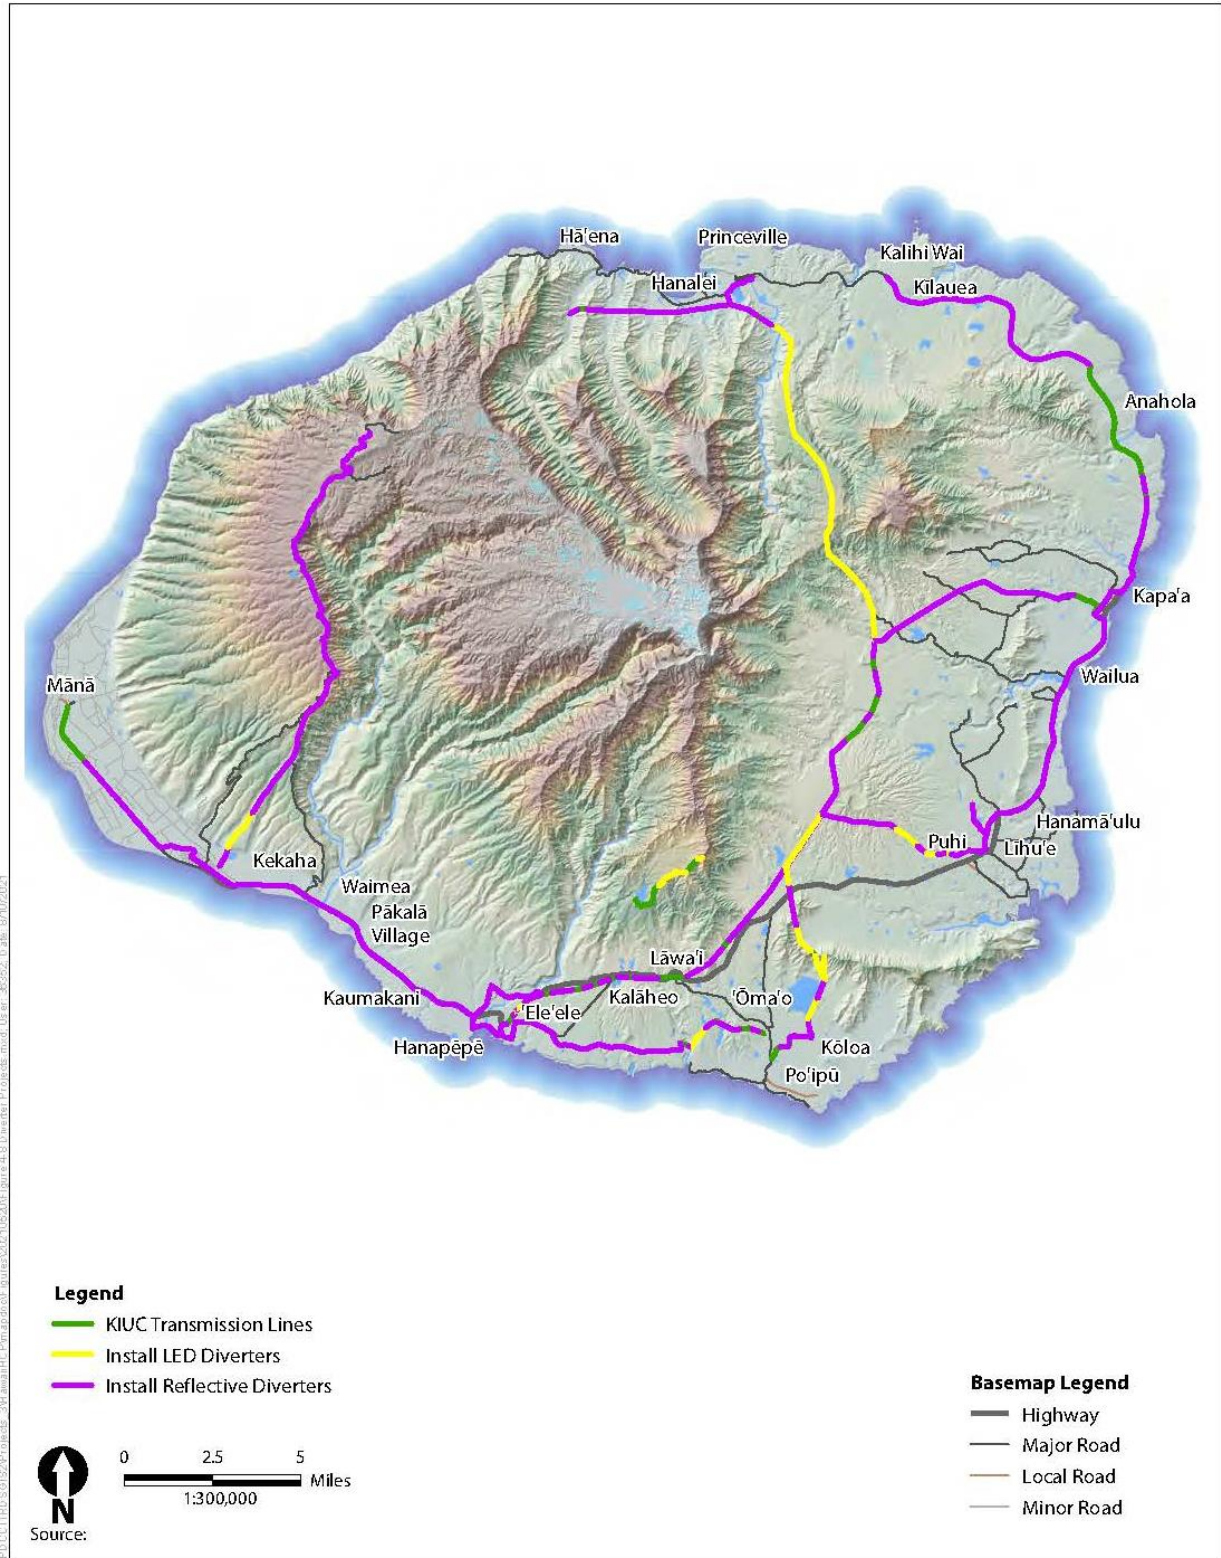 Hā'ena
Princeville
Kalihi Wai
Hanalei
Kīlauea
Anahola
Kapa'a
Wailua
Mānā
Hanamā'ulu
Puhi
Līhu'e
Kekaha
Waimea
Pākalā
Village
Lāwa'i
Kaumakani
Kalāheo
'Ōma'o
'Ele'ele
Hanapēpē
Kōloa
Po'ipū
Legend
KIUC Transmission Lines
Install LED Diverters
Install Reflective Diverters
N
Source:
0 2.5 5
Miles
1:300,000
Basemap Legend
Highway
Major Road
Local Road
Minor Road